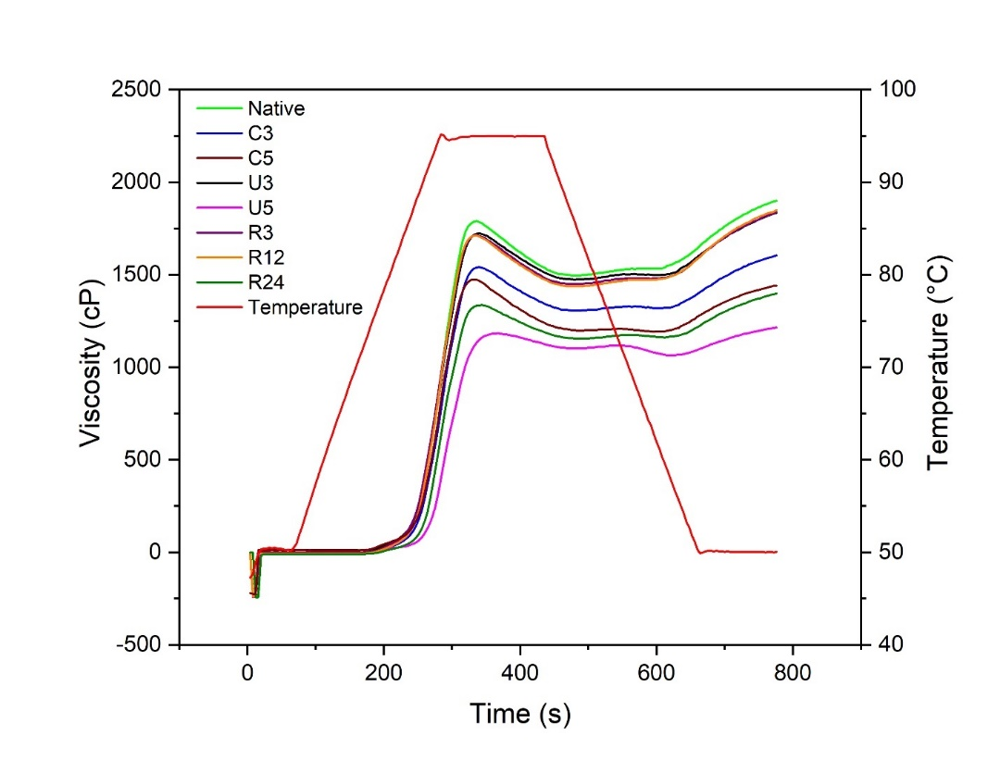 2500
2000
1500
1000
500
0
-500
Viscosity (cP)
Native
C3
C5
U3
U5
R3
R12
R24
Temperature
100
90
80
70
60
50
40
Temperature (°C)
0 200 400 600 800
Time (s)